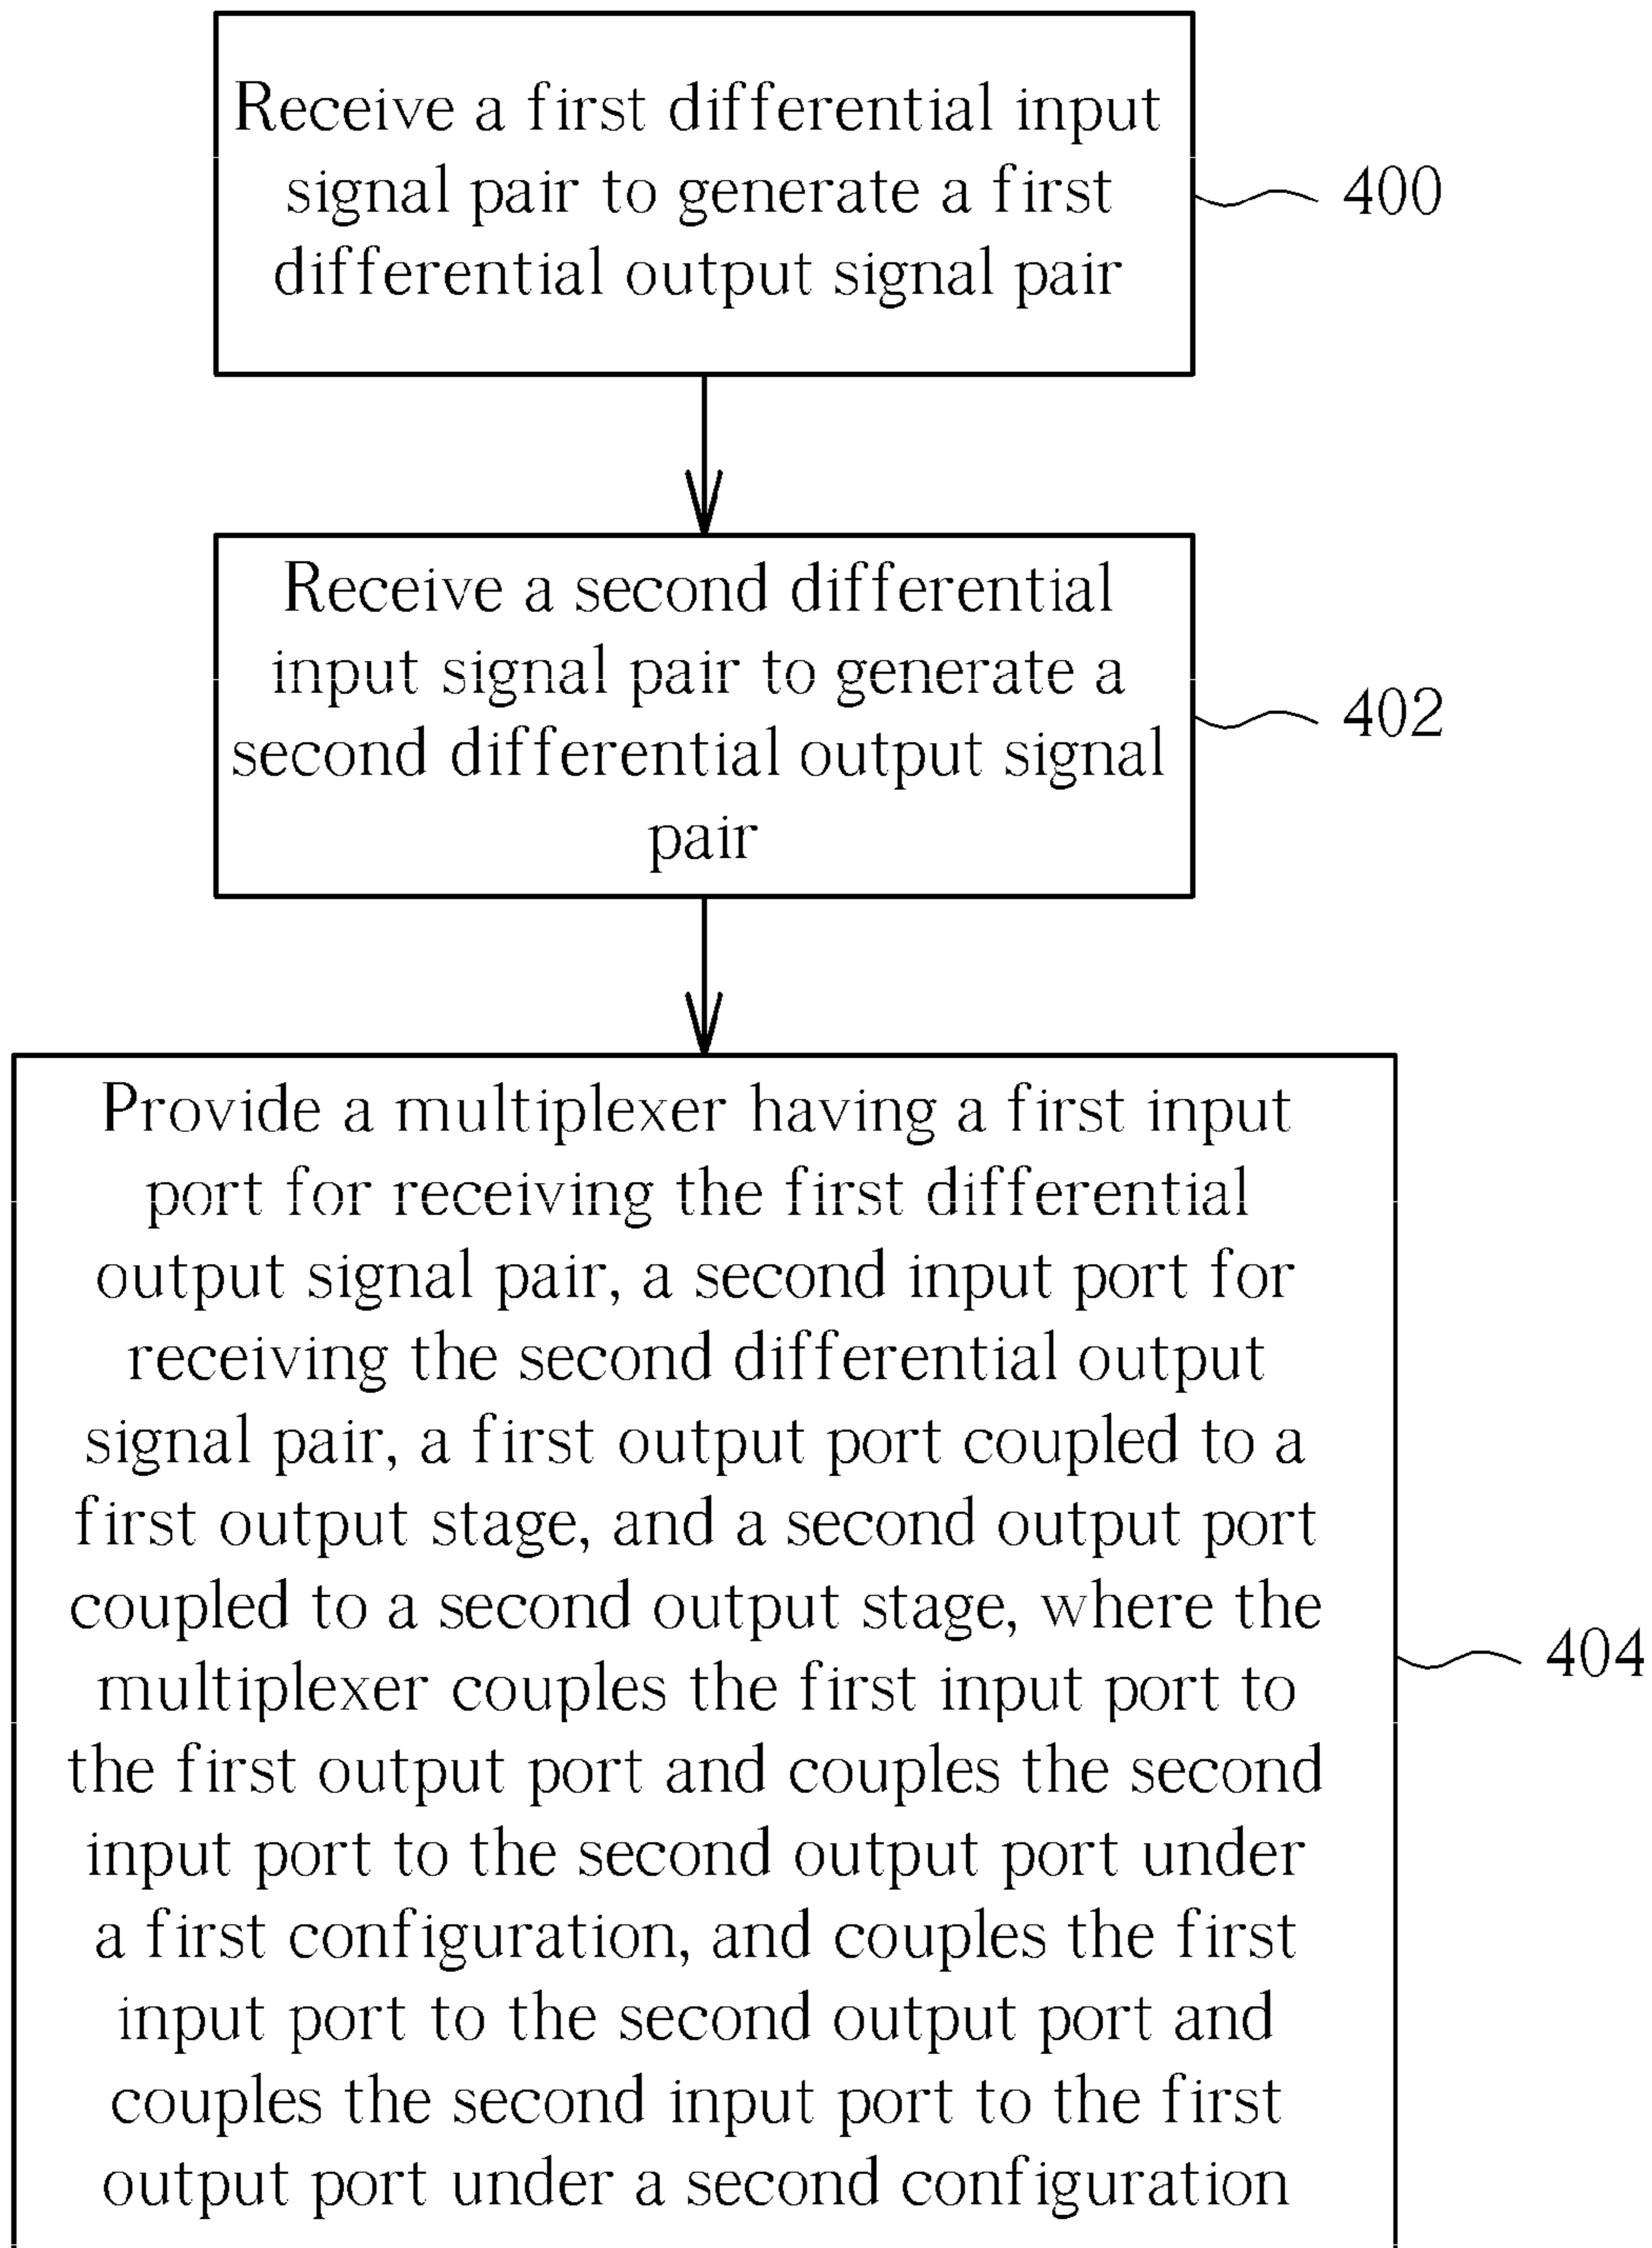 Receive a first differential input
signal pair to generate a first
differential output signal pair
400
Receive a second differential
input signal pair to generate a
second differential output signal
pair
402
Provide a multiplexer having a first input
port for receiving the first differential
output signal pair, a second input port for
receiving the second differential output
signal pair, a first output port coupled to a
first output stage, and a second output port
coupled to a second output stage, where the
multiplexer couples the first input port to
the first output port and couples the second
input port to the second output port under
a first configuration, and couples the first
input port to the second output port and
couples the second input port to the first
output port under a second configuration
404